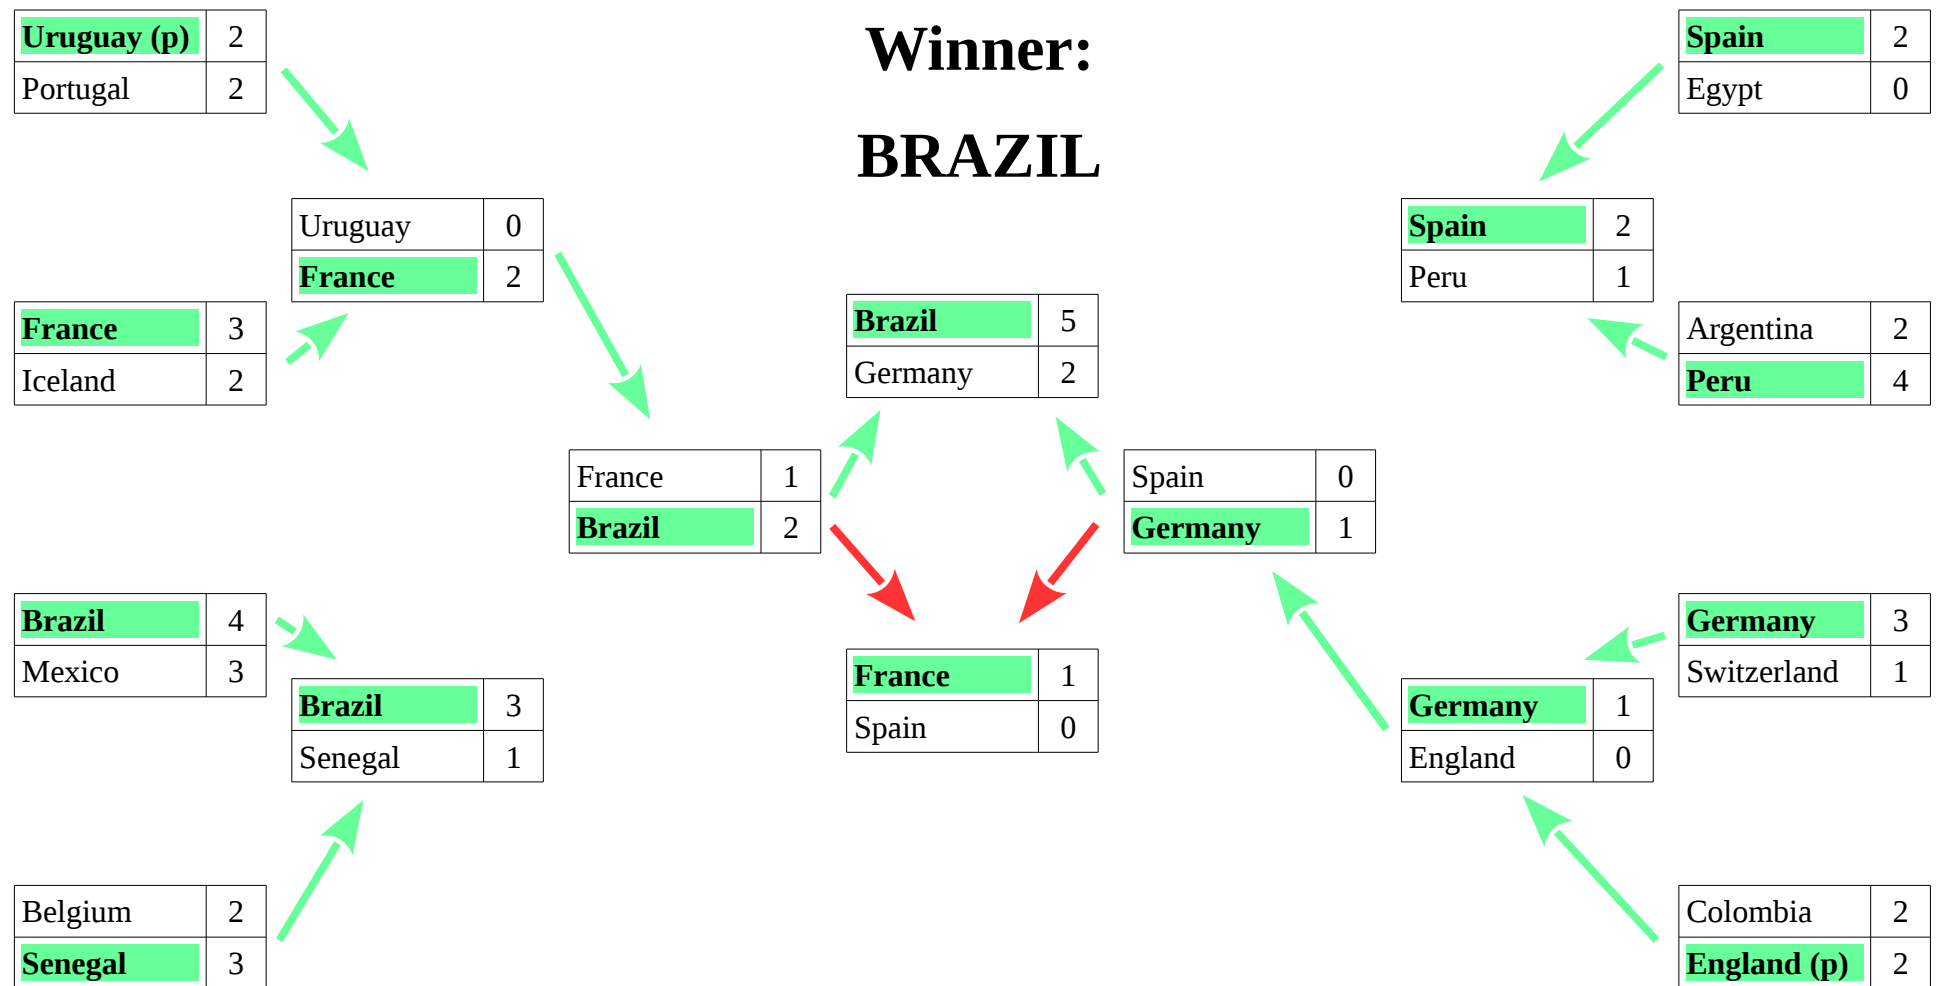 Winner:
BRAZIL
Uruguay (p) 2
Portugal 2
France 3
Iceland 2
Brazil 4
Mexico 3
Belgium 2
Senegal 3
Uruguay 0
France 2
Brazil 3
Senegal 1
France 1
Brazil 2
Brazil 5
Germany 2
France 1
Spain 0
Spain 0
Germany 1
Spain 2
Peru 1
Germany 1
England 0
Spain 2
Egypt 0
Argentina 2
Peru 4
Germany 3
Switzerland 1
Colombia 2
England (p) 2